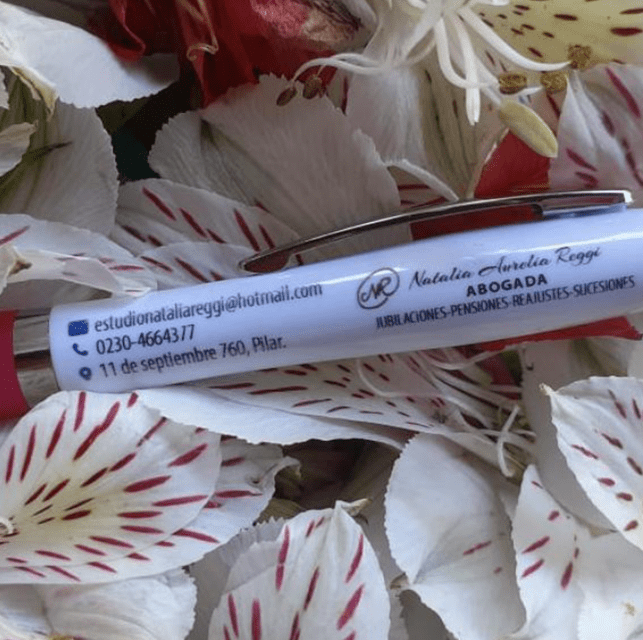 estudionataliareggi@hotmail.com
0230-4664377
11 de septiembre 760, Pilar.
NR
Natalia Aurelia Reggi
ABOGADA
JUBILACIONES-PENSIONES-REAJUSTES-SUCESIONES